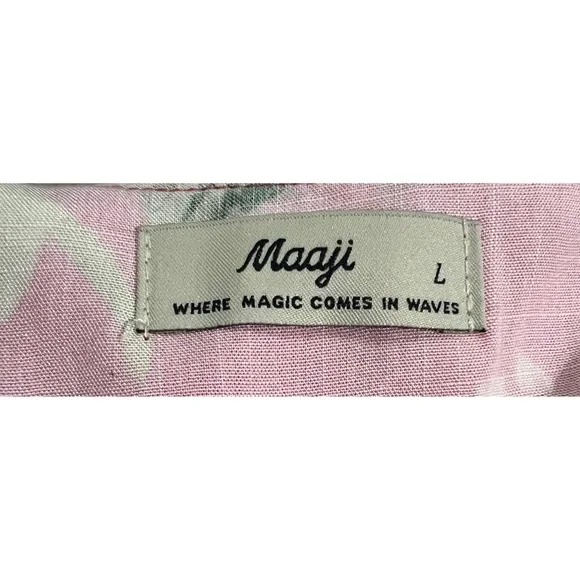 Maaji
L
WHERE MAGIC COMES IN WAVES